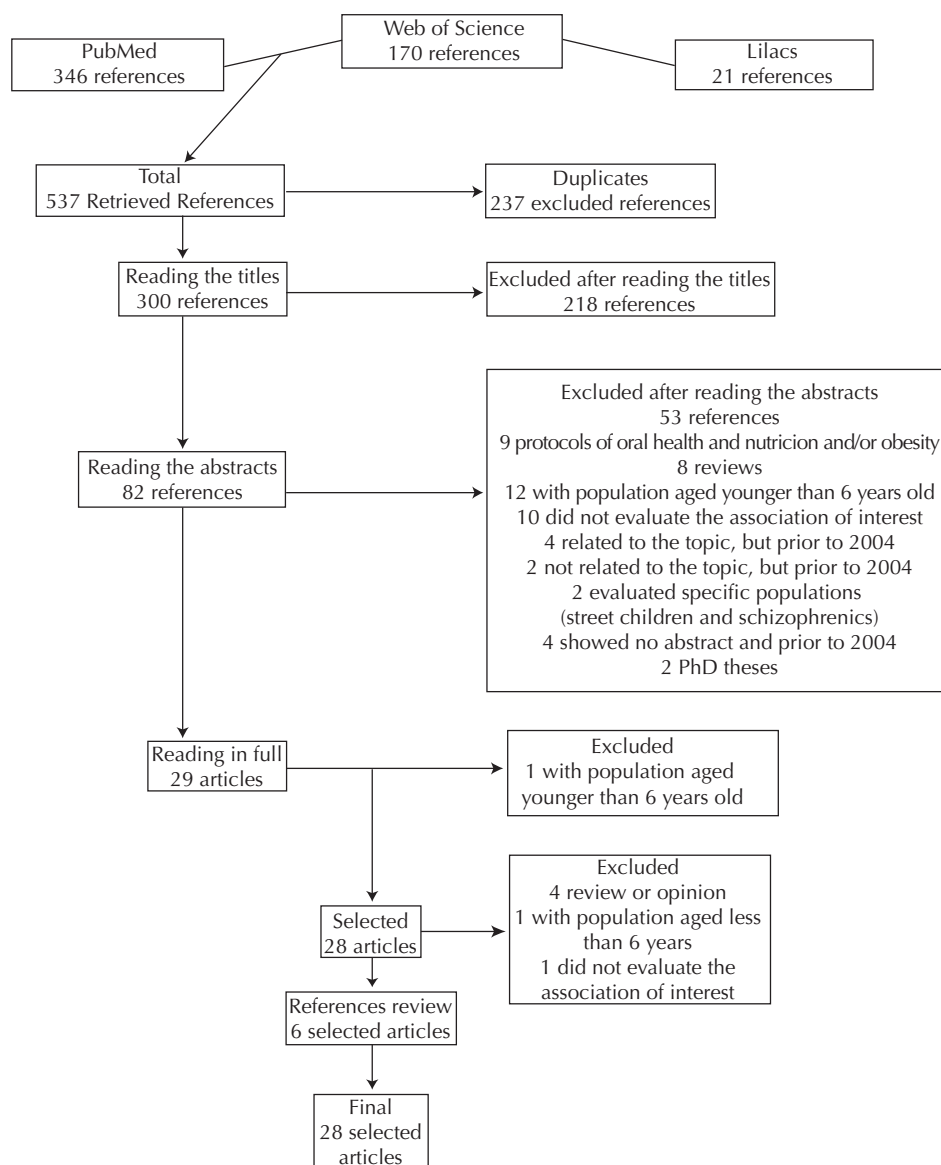 PubMed
346 references
Web of Science
170 references
Lilacs
21 references
Total
537 Retrieved References
Duplicates
237 excluded references
Reading the titles
300 references
Excluded after reading the titles
218 references
Reading the abstracts
82 references
Excluded after reading the abstracts
53 references
9 protocols of oral health and nutricion and/or obesity
8 reviews
12 with population aged younger than 6 years old
10 did not evaluate the association of interest
4 related to the topic, but prior to 2004
2 not related to the topic, but prior to 2004
2 evaluated specific populations
(street children and schizophrenics)
4 showed no abstract and prior to 2004
2 PhD theses
Reading in full
29 articles
Excluded
1 with population aged
younger than 6 years old
Selected
28 articles
Excluded
4 review or opinion
1 with population aged less
than 6 years
1 did not evaluate the
association of interest
References review
6 selected articles
Final
28 selected
articles